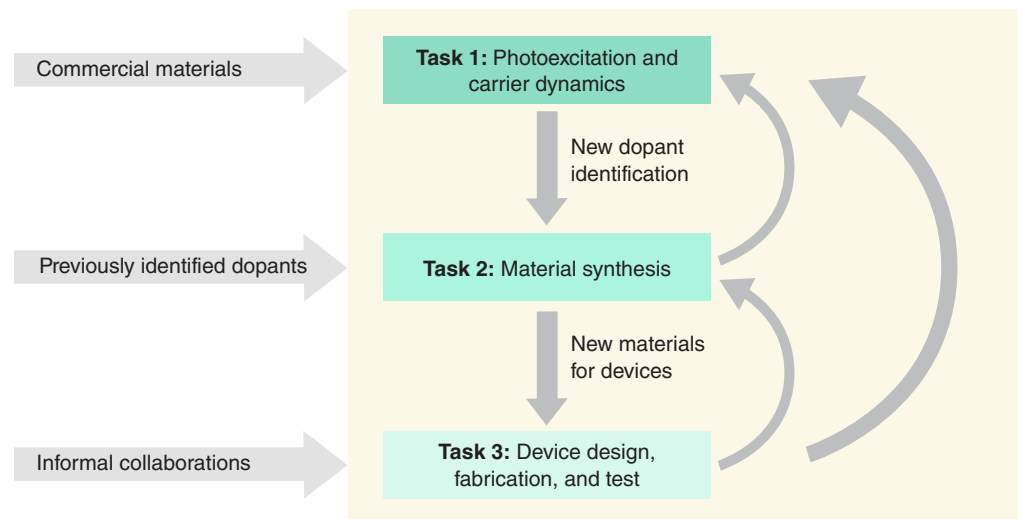 Commercial materials
Task 1: Photoexcitation and
carrier dynamics
New dopant
identification
Previously identified dopants
Task 2: Material synthesis
New materials
for devices
Informal collaborations
Task 3: Device design,
fabrication, and test